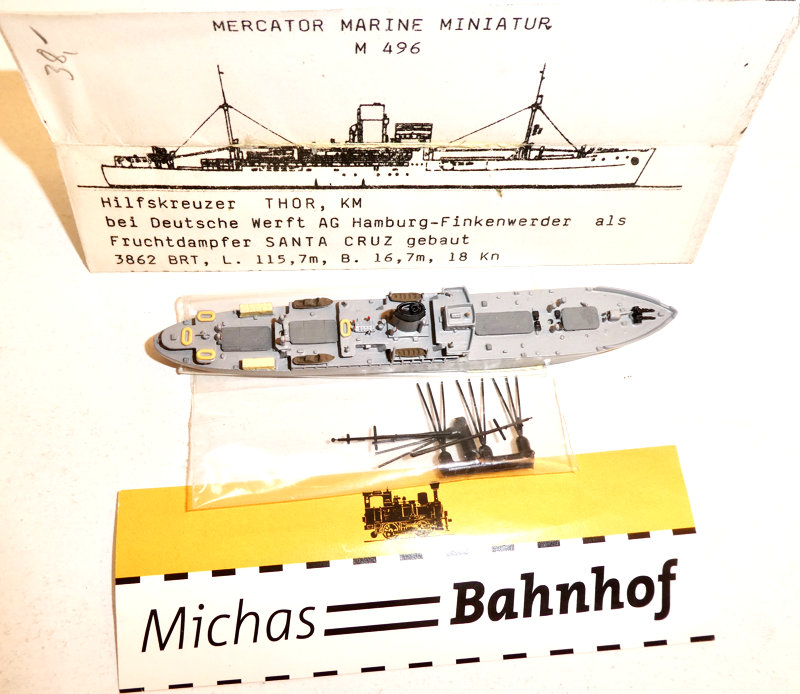 MERCATOR MARINE MINIATUR
M 496
38,-
Hilfskreuzer THOR, KM
bei Deutsche Werft AG Hamburg-Finkenwerder als
Fruchtdampfer SANTA CRUZ gebaut
3862 BRT, L. 115,7m, B. 16,7m, 18 Kn
Michas Bahnhof